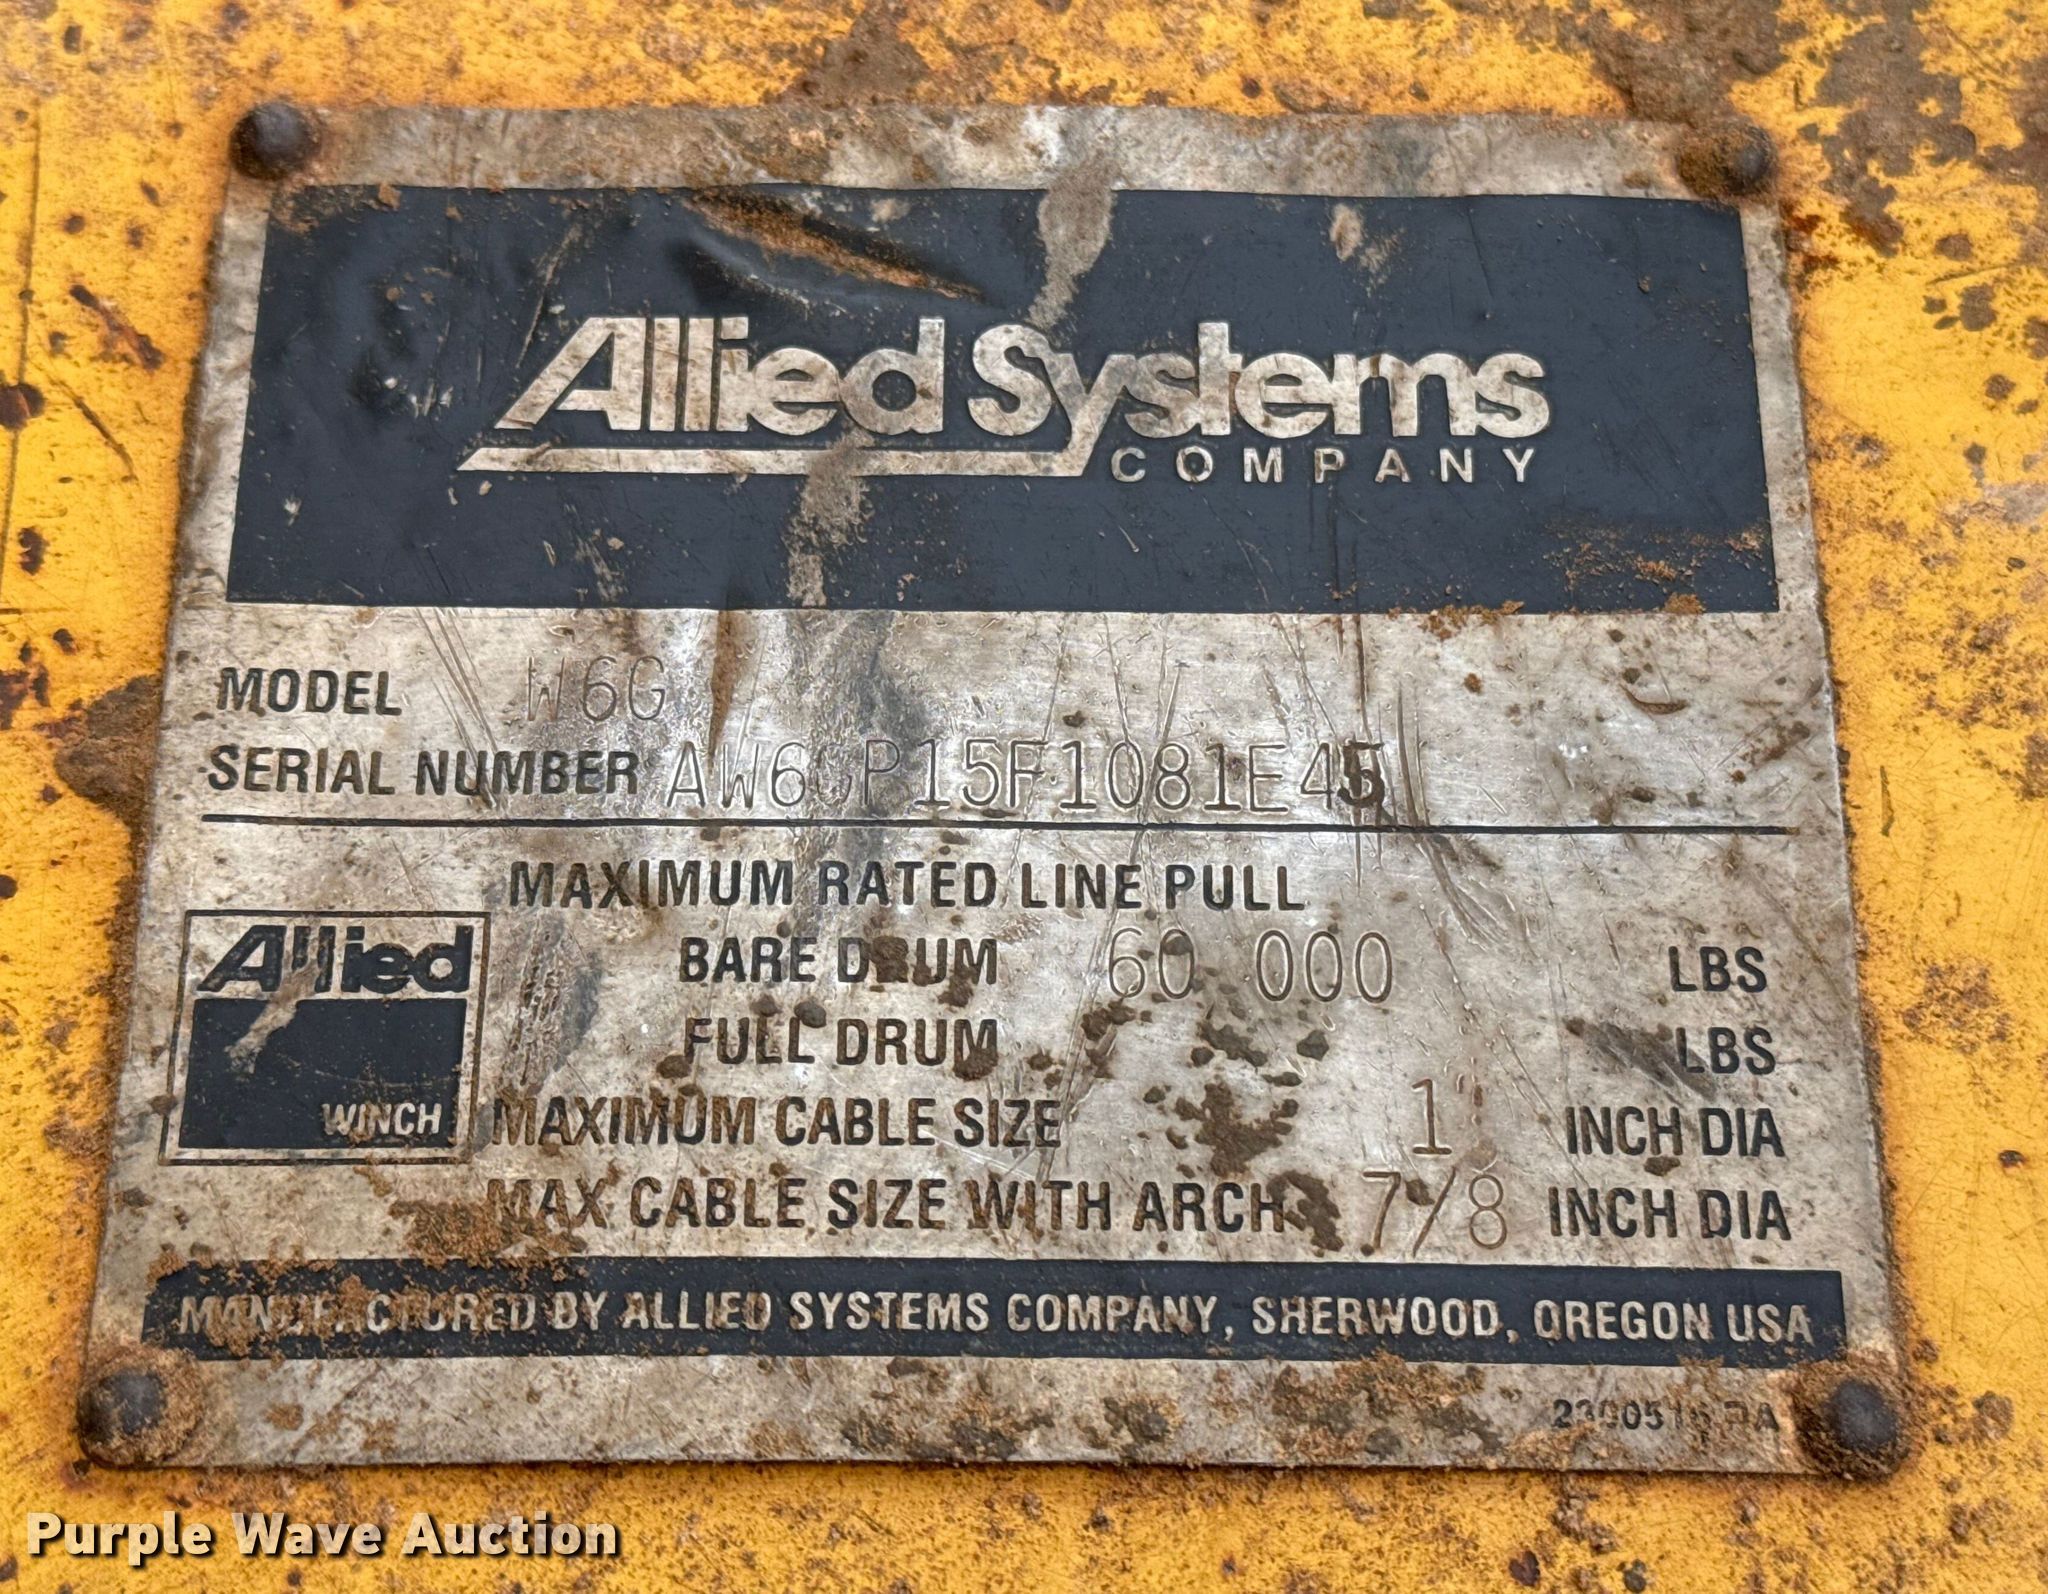 Allied Systems
COMPANY
MODEL W6G
SERIAL NUMBER AW6GP15F1081E45
MAXIMUM RATED LINE PULL
BARE DRUM 60 000 LBS
FULL DRUM LBS
MAXIMUM CABLE SIZE 1" INCH DIA
MAX CABLE SIZE WITH ARCH 7/8 INCH DIA
Allied
WINCH
MANUFACTURED BY ALLIED SYSTEMS COMPANY, SHERWOOD, OREGON USA
Purple Wave Auction